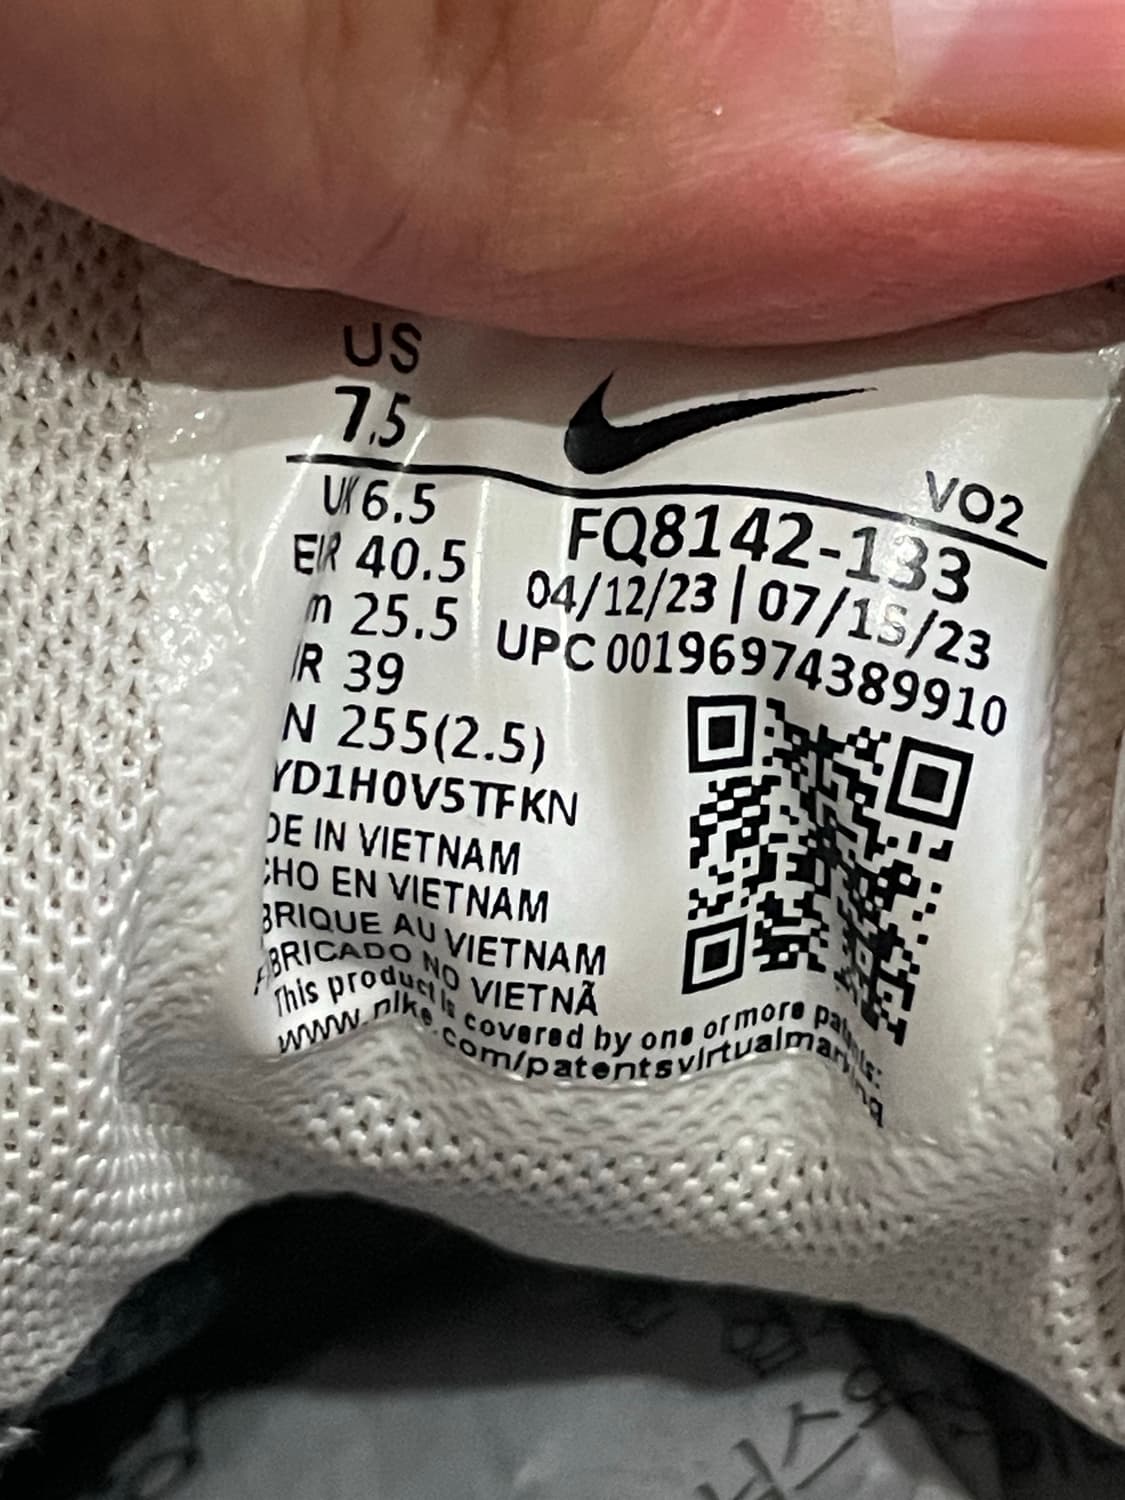 US
7.5
VO2
UK 6.5
EUR 40.5
m 25.5
R 39
N 255(2.5)
YD1H0V5TFKN
FQ8142-133
04/12/23 | 07/15/23
UPC 00196974389910
DE IN VIETNAM
CHO EN VIETNAM
BRIQUE AU VIETNAM
FABRICADO NO VIETNÃ
This product is covered by one or more patents:
www.nike.com/patentsvirtualmarking